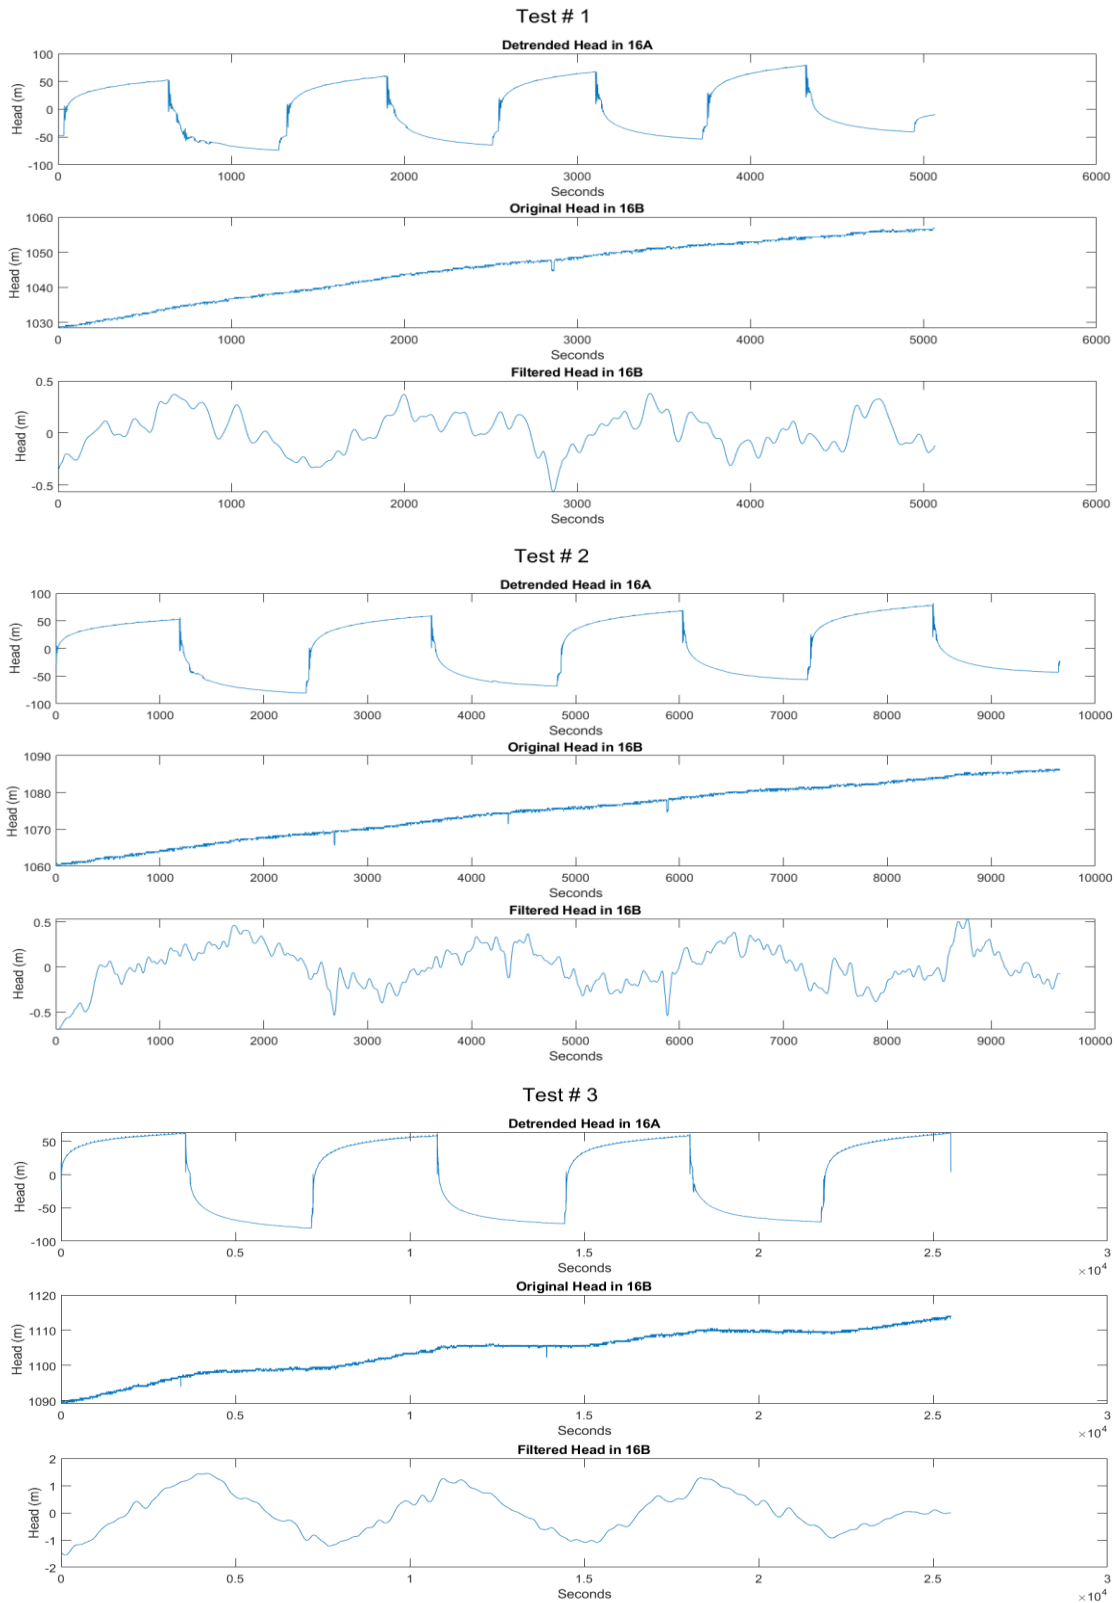 Test # 1
Detrended Head in 16A
Head (m)
100
50
0
-50
-100
0 1000 2000 3000 4000 5000 6000
Seconds
Original Head in 16B
Head (m)
1060
1050
1040
1030
0 1000 2000 3000 4000 5000 6000
Seconds
Filtered Head in 16B
Head (m)
0.5
0
-0.5
0 1000 2000 3000 4000 5000 6000
Seconds
Test # 2
Detrended Head in 16A
Head (m)
100
50
0
-50
-100
0 1000 2000 3000 4000 5000 6000 7000 8000 9000 10000
Seconds
Original Head in 16B
Head (m)
1090
1080
1070
1060
0 1000 2000 3000 4000 5000 6000 7000 8000 9000 10000
Seconds
Filtered Head in 16B
Head (m)
0.5
0
-0.5
0 1000 2000 3000 4000 5000 6000 7000 8000 9000 10000
Seconds
Test # 3
Detrended Head in 16A
Head (m)
50
0
-50
-100
0 0.5 1 1.5 2 2.5 3
Seconds
×10⁴
Original Head in 16B
Head (m)
1120
1110
1100
1090
0 0.5 1 1.5 2 2.5 3
Seconds
×10⁴
Filtered Head in 16B
Head (m)
2
1
0
-1
-2
0 0.5 1 1.5 2 2.5 3
Seconds
×10⁴